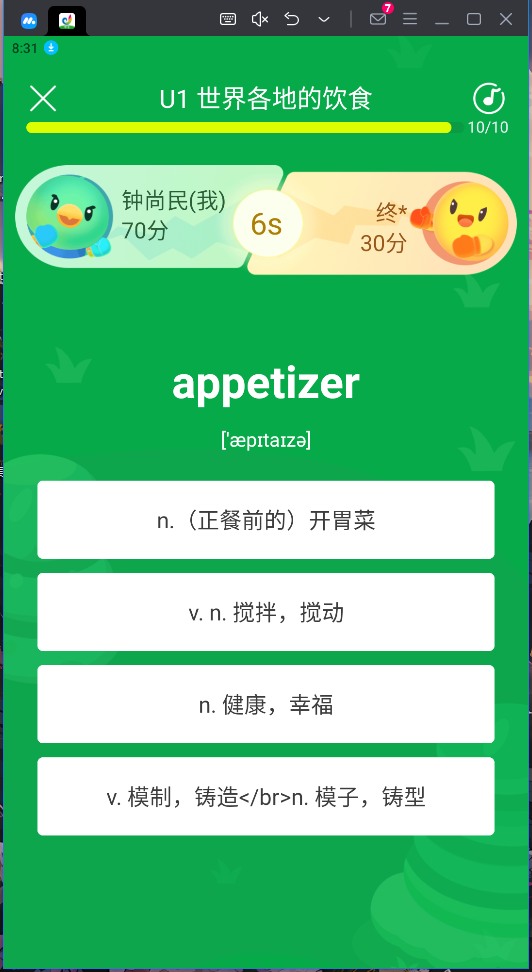 7
8:31
U1 世界各地的饮食
10/10
钟尚民(我)
70分
6s
终*
30分
appetizer
['æpɪtaɪzə]
n.（正餐前的）开胃菜
v. n. 搅拌，搅动
n. 健康，幸福
v. 模制，铸造</br>n. 模子，铸型